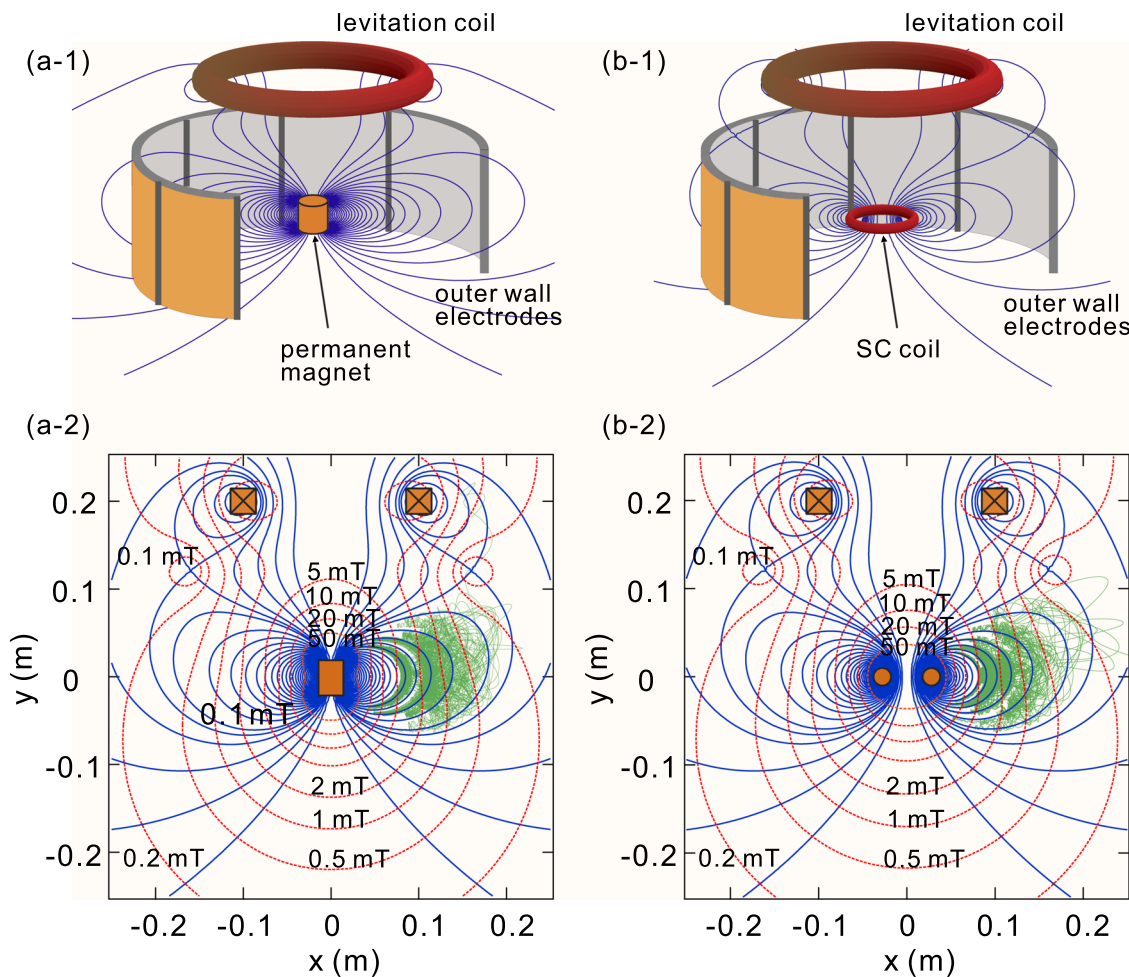 levitation coil
(a-1)
outer wall
electrodes
permanent
magnet
levitation coil
(b-1)
outer wall
electrodes
SC coil
(a-2)
0.2
0.1
0
-0.1
-0.2
y (m)
0.1 mT
5 mT
10 mT
20 mT
50 mT
0.1 mT
2 mT
1 mT
0.2 mT
0.5 mT
-0.2
-0.1
0
0.1
0.2
x (m)
(b-2)
0.2
0.1
0
-0.1
-0.2
y (m)
0.1 mT
5 mT
10 mT
20 mT
50 mT
2 mT
1 mT
0.2 mT
0.5 mT
-0.2
-0.1
0
0.1
0.2
x (m)